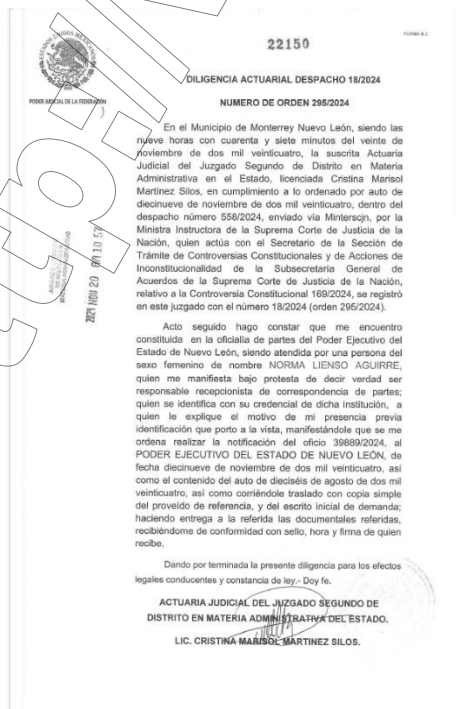 FORMA B-1
22150
ESTADOS UNIDOS MEXICANOS
PODER JUDICIAL DE LA FEDERACIÓN
DILIGENCIA ACTUARIAL DESPACHO 18/2024
NUMERO DE ORDEN 295/2024
En el Municipio de Monterrey Nuevo León, siendo las
nueve horas con cuarenta y siete minutos del veinte de
noviembre de dos mil veinticuatro, la suscrita Actuaria
Judicial del Juzgado Segundo de Distrito en Materia
Administrativa en el Estado, licenciada Cristina Marisol
Martínez Silos, en cumplimiento a lo ordenado por auto de
diecinueve de noviembre de dos mil veinticuatro, dentro del
despacho número 558/2024, enviado vía Minterscjn, por la
Ministra Instructora de la Suprema Corte de Justicia de la
Nación, quien actúa con el Secretario de la Sección de
Trámite de Controversias Constitucionales y de Acciones de
Inconstitucionalidad de la Subsecretaría General de
Acuerdos de la Suprema Corte de Justicia de la Nación,
relativo a la Controversia Constitucional 169/2024, se registró
en este juzgado con el número 18/2024 (orden 295/2024).
2024 NOV 20 AM 10 57
Acto seguido hago constar que me encuentro
constituida en la oficialía de partes del Poder Ejecutivo del
Estado de Nuevo León, siendo atendida por una persona del
sexo femenino de nombre NORMA LIENSO AGUIRRE,
quien me manifiesta bajo protesta de decir verdad ser
responsable recepcionista de correspondencia de partes;
quien se identifica con su credencial de dicha institución, a
quien le explique el motivo de mi presencia previa
identificación que porto a la vista, manifestándole que se me
ordena realizar la notificación del oficio 39889/2024, al
PODER EJECUTIVO DEL ESTADO DE NUEVO LEÓN, de
fecha diecinueve de noviembre de dos mil veinticuatro, así
como el contenido del auto de dieciséis de agosto de dos mil
veinticuatro, así como corriéndole traslado con copia simple
del proveído de referencia, y del escrito inicial de demanda;
haciendo entrega a la referida las documentales referidas,
recibiéndome de conformidad con sello, hora y firma de quien
recibe.
Dando por terminada la presente diligencia para los efectos
legales conducentes y constancia de ley.- Doy fe.
ACTUARIA JUDICIAL DEL JUZGADO SEGUNDO DE
DISTRITO EN MATERIA ADMINISTRATIVA DEL ESTADO.
LIC. CRISTINA MARISOL MARTINEZ SILOS.